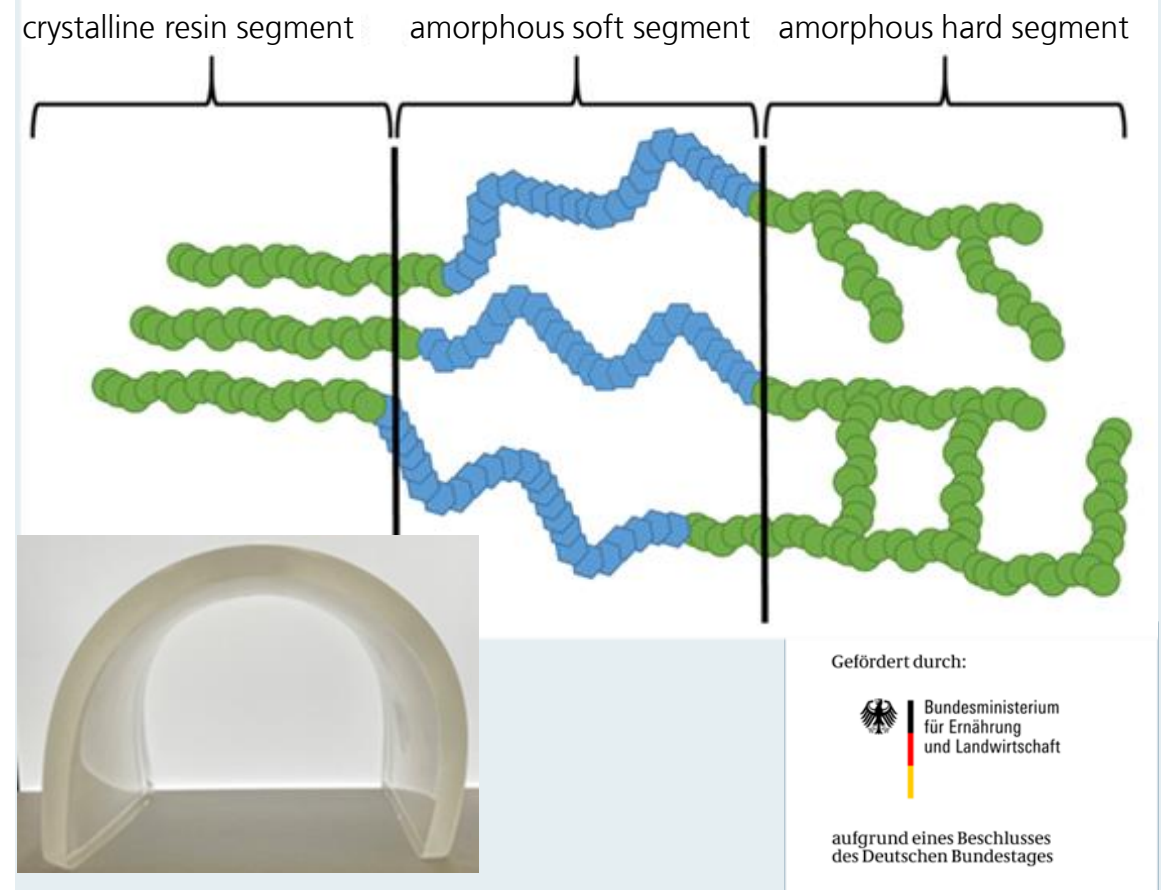 crystalline resin segment
amorphous soft segment
amorphous hard segment
Gefördert durch:
Bundesministerium
für Ernährung
und Landwirtschaft
aufgrund eines Beschlusses
des Deutschen Bundestages